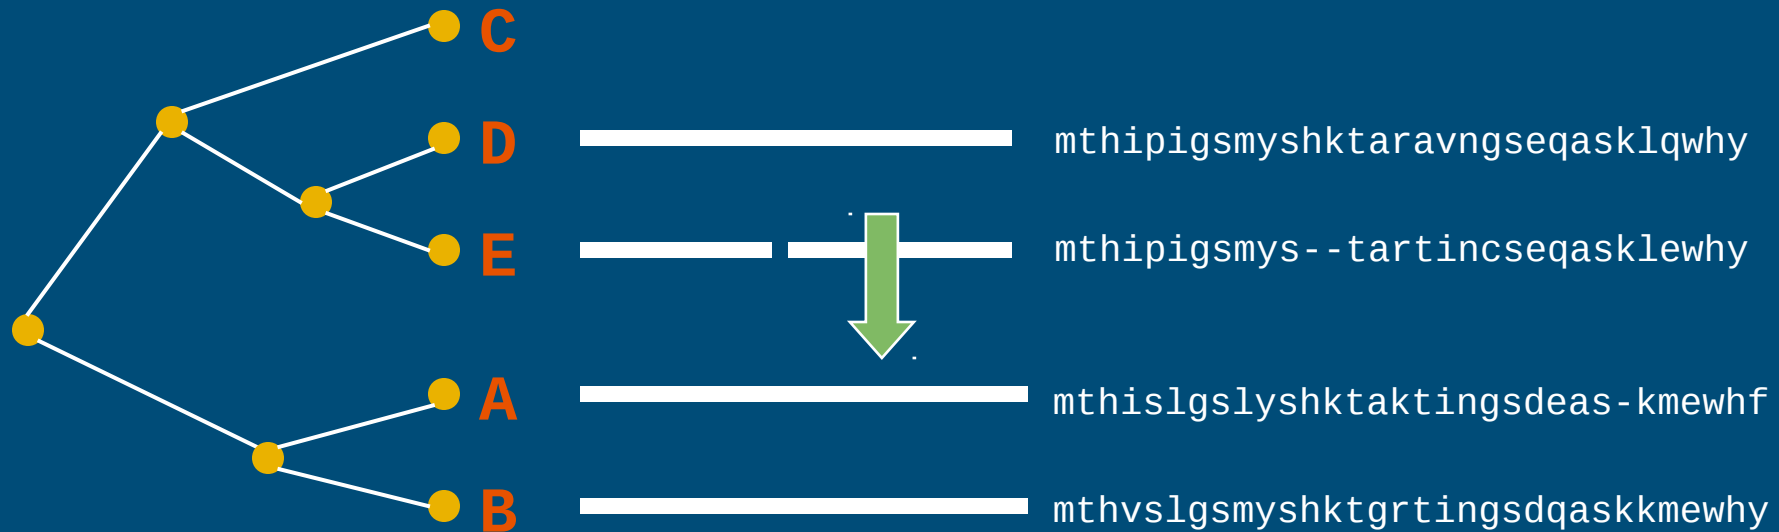 C
D mthipigsmyshktaravngseqasklqwhy
E mthipigsmys--tartincseqasklewhy
A mthislgslyshktaktingsdeas-kmewhf
B mthvslgsmyshktgrtingsdqaskkmewhy